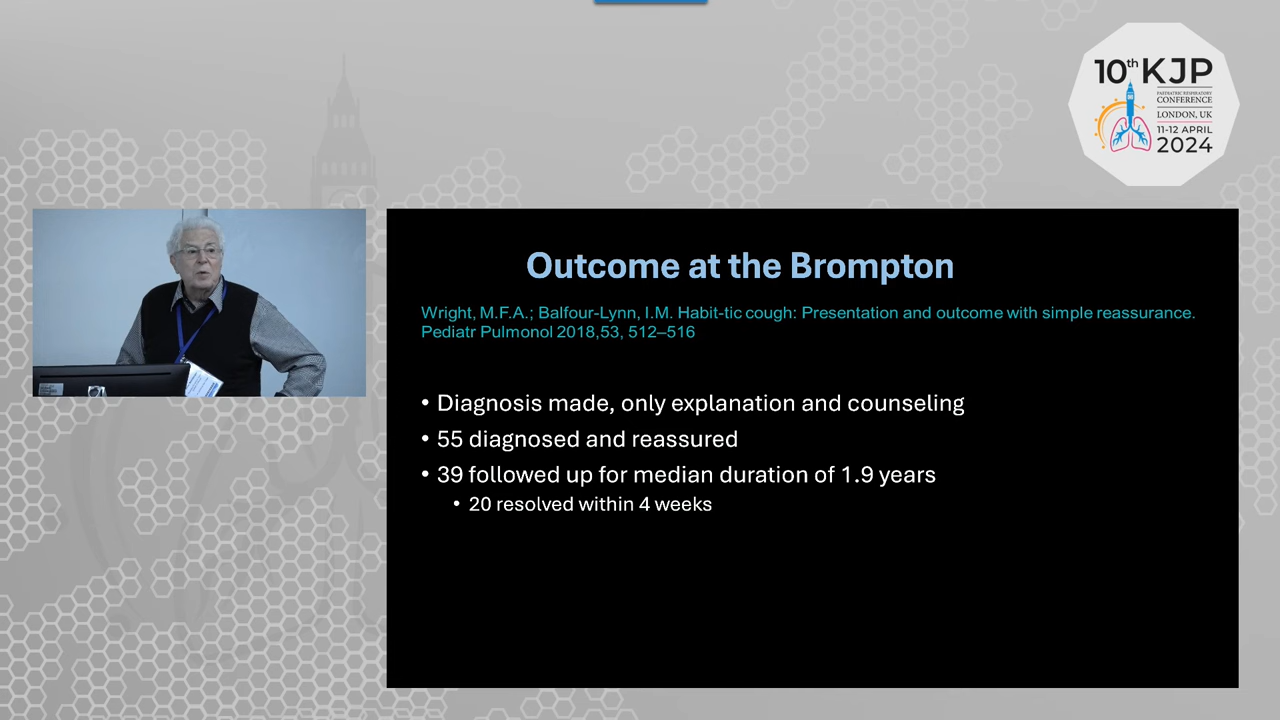 10th KJP
PAEDIATRIC RESPIRATORY
CONFERENCE
LONDON, UK
11-12 APRIL
2024
Outcome at the Brompton
Wright, M.F.A.; Balfour-Lynn, I.M. Habit-tic cough: Presentation and outcome with simple reassurance.
Pediatr Pulmonol 2018,53, 512–516
• Diagnosis made, only explanation and counseling
• 55 diagnosed and reassured
• 39 followed up for median duration of 1.9 years
• 20 resolved within 4 weeks